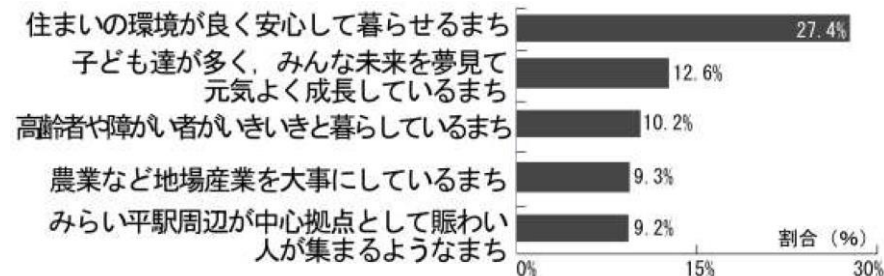 住まいの環境が良く安心して暮らせるまち
27.4%
子ども達が多く，みんな未来を夢見て
元気よく成長しているまち
12.6%
高齢者や障がい者がいきいきと暮らしているまち
10.2%
農業など地場産業を大事にしているまち
9.3%
みらい平駅周辺が中心拠点として賑わい
人が集まるようなまち
9.2%
割合（%）
0%
15%
30%